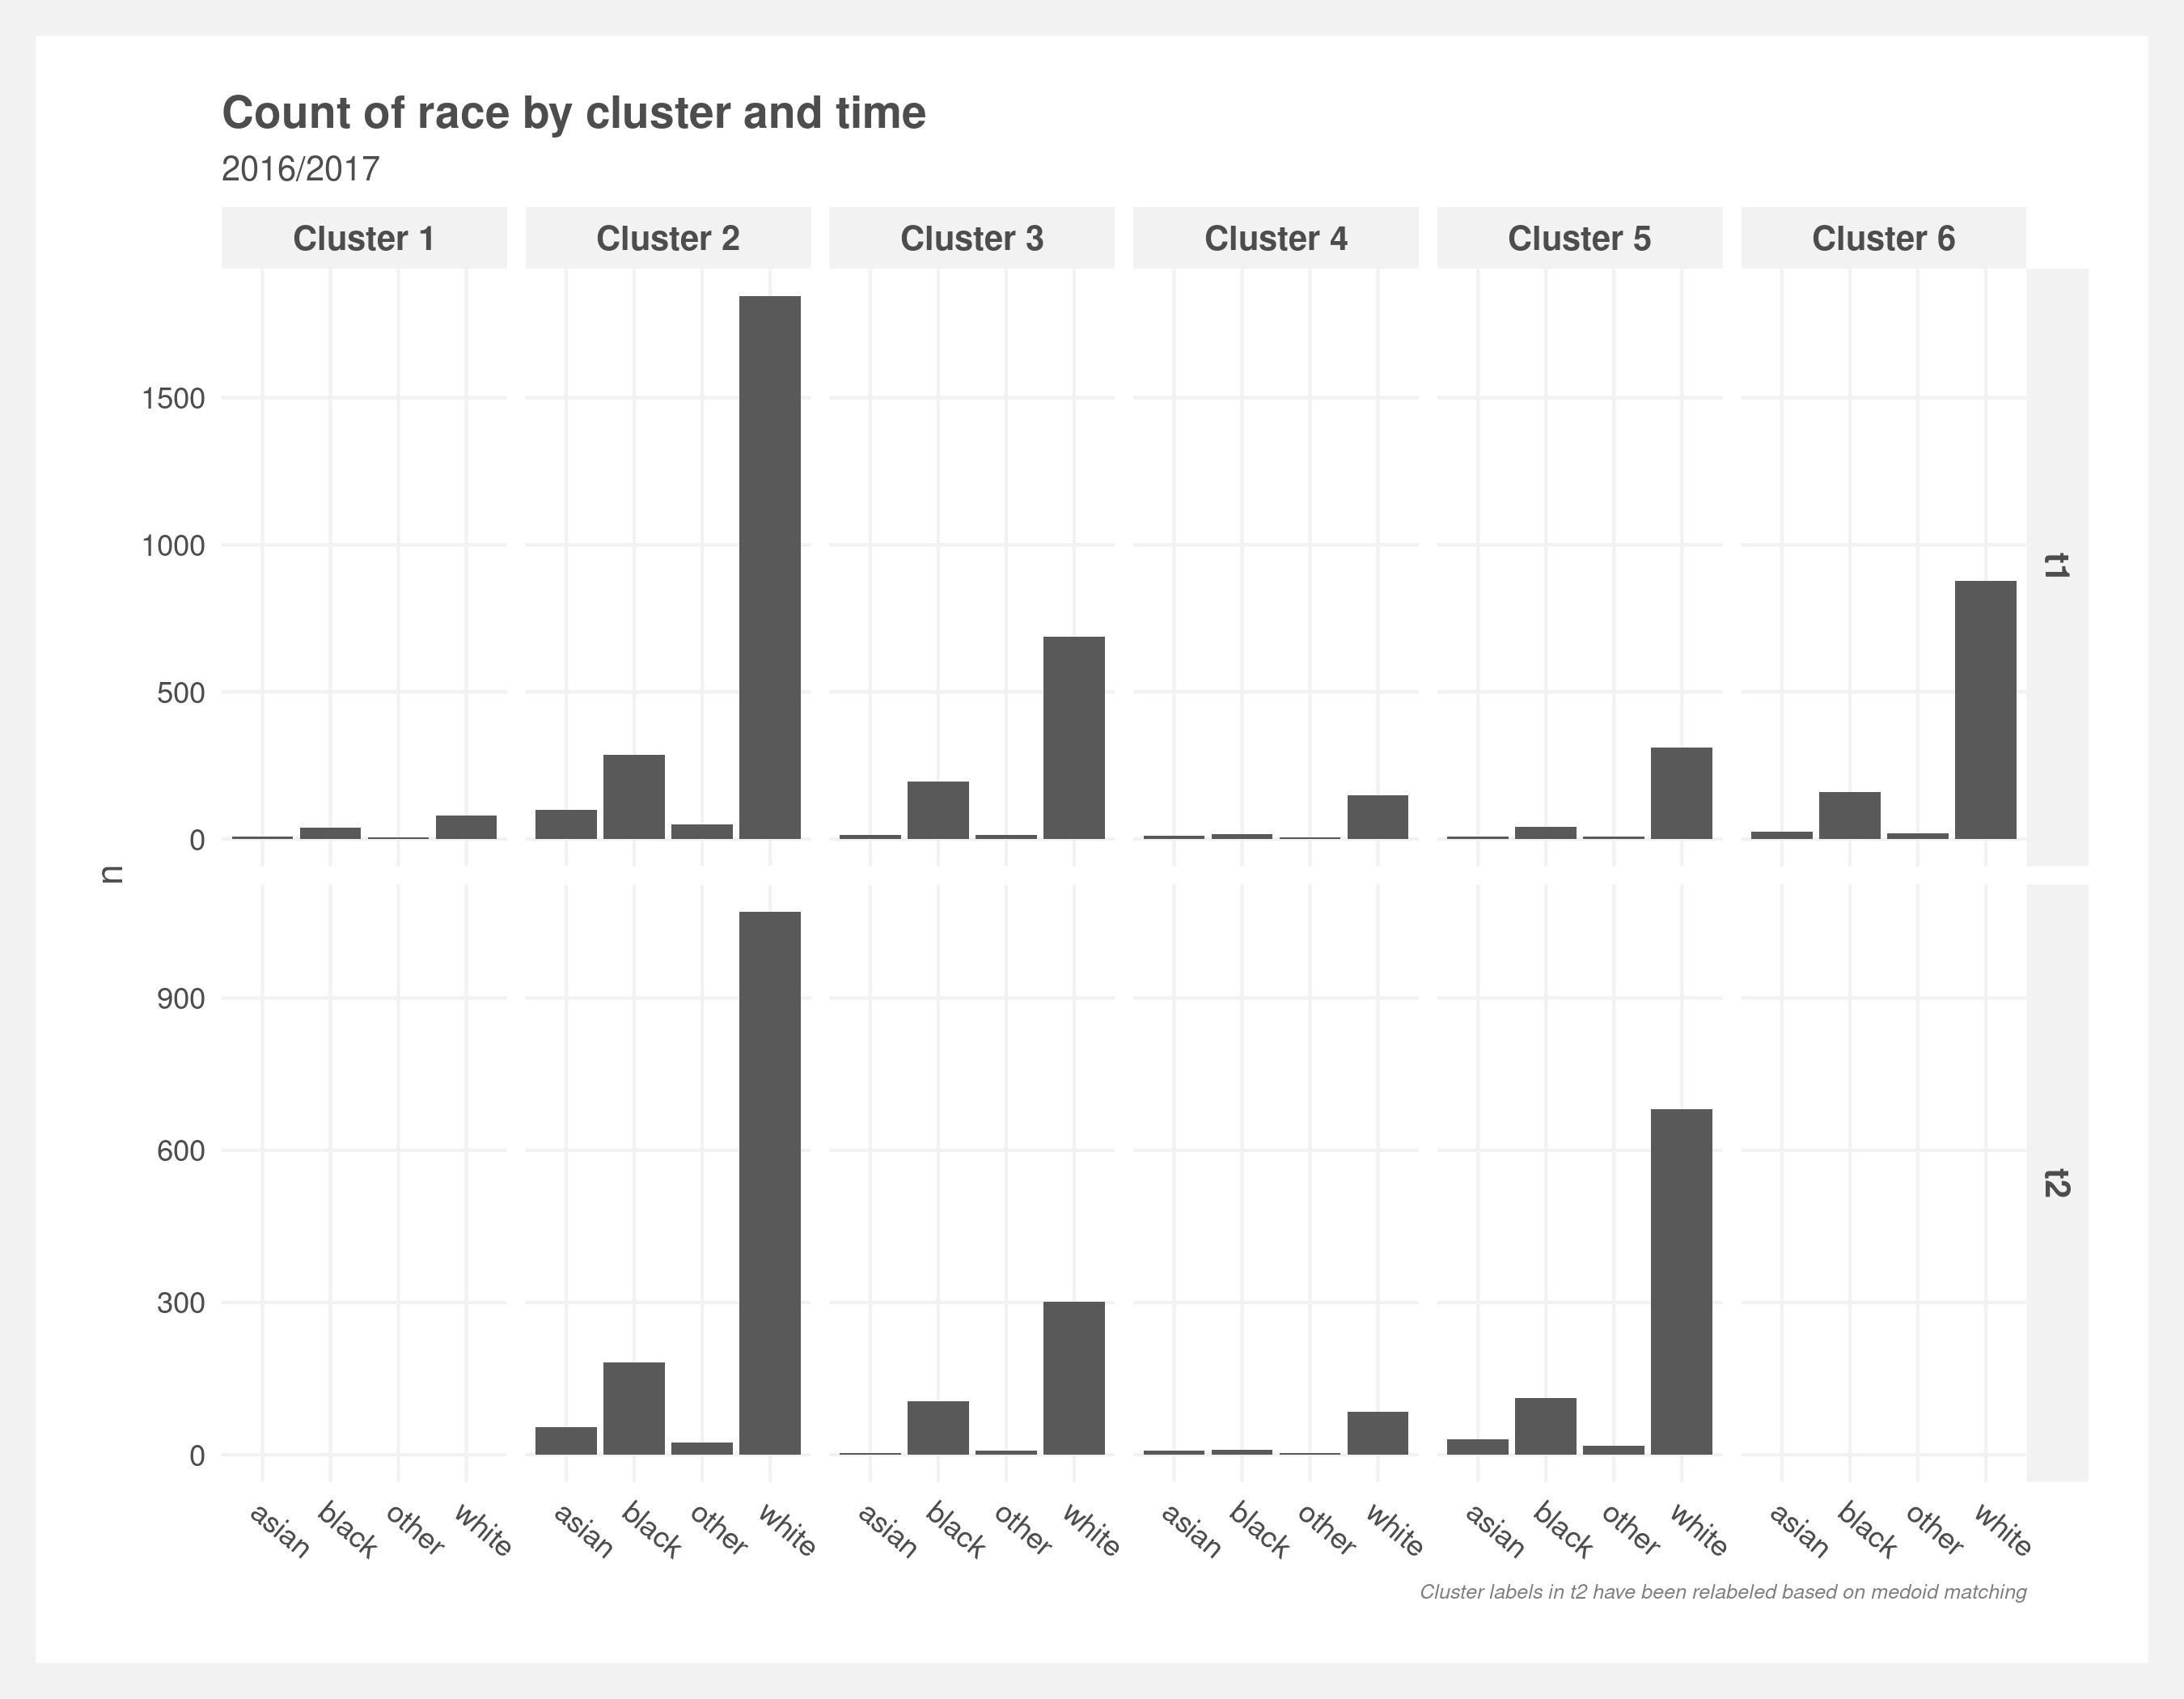 Count of race by cluster and time
2016/2017
Cluster 1 Cluster 2 Cluster 3 Cluster 4 Cluster 5 Cluster 6
1500
1000
500
0
t1
n
900
600
300
0
t2
asian black other white asian black other white asian black other white asian black other white asian black other white asian black other white
Cluster labels in t2 have been relabeled based on medoid matching